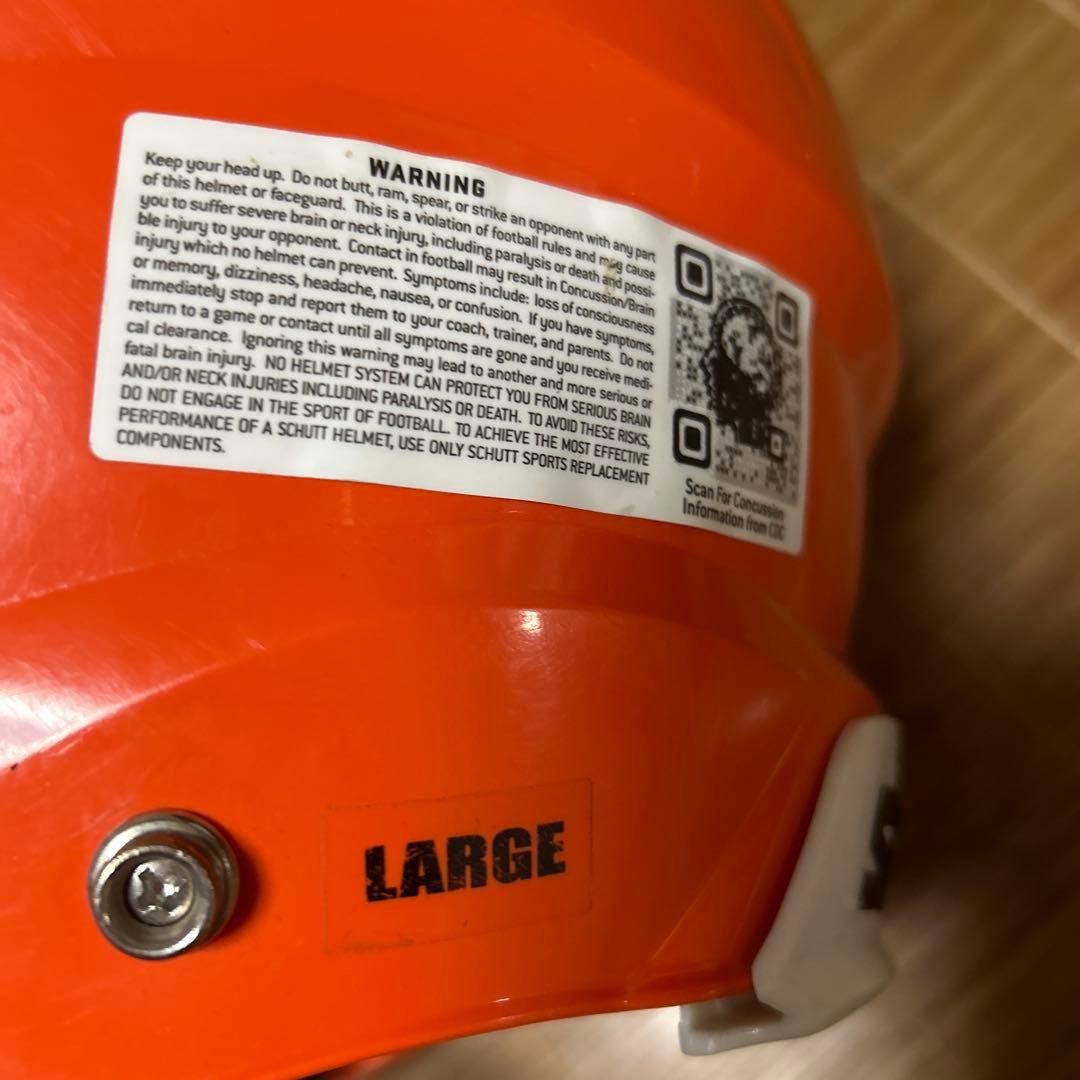 WARNING
Keep your head up. Do not butt, ram, spear, or strike an opponent with any part
of this helmet or faceguard. This is a violation of football rules and may cause
you to suffer severe brain or neck injury, including paralysis or death and possi-
ble injury to your opponent. Contact in football may result in Concussion/Brain
injury which no helmet can prevent. Symptoms include: loss of consciousness
or memory, dizziness, headache, nausea, or confusion. If you have symptoms,
immediately stop and report them to your coach, trainer, and parents. Do not
return to a game or contact until all symptoms are gone and you receive medi-
cal clearance. Ignoring this warning may lead to another and more serious or
fatal brain injury. NO HELMET SYSTEM CAN PROTECT YOU FROM SERIOUS BRAIN
AND/OR NECK INJURIES INCLUDING PARALYSIS OR DEATH. TO AVOID THESE RISKS,
DO NOT ENGAGE IN THE SPORT OF FOOTBALL. TO ACHIEVE THE MOST EFFECTIVE
PERFORMANCE OF A SCHUTT HELMET, USE ONLY SCHUTT SPORTS REPLACEMENT
COMPONENTS.
Scan For Concussion
Information from CDC
LARGE